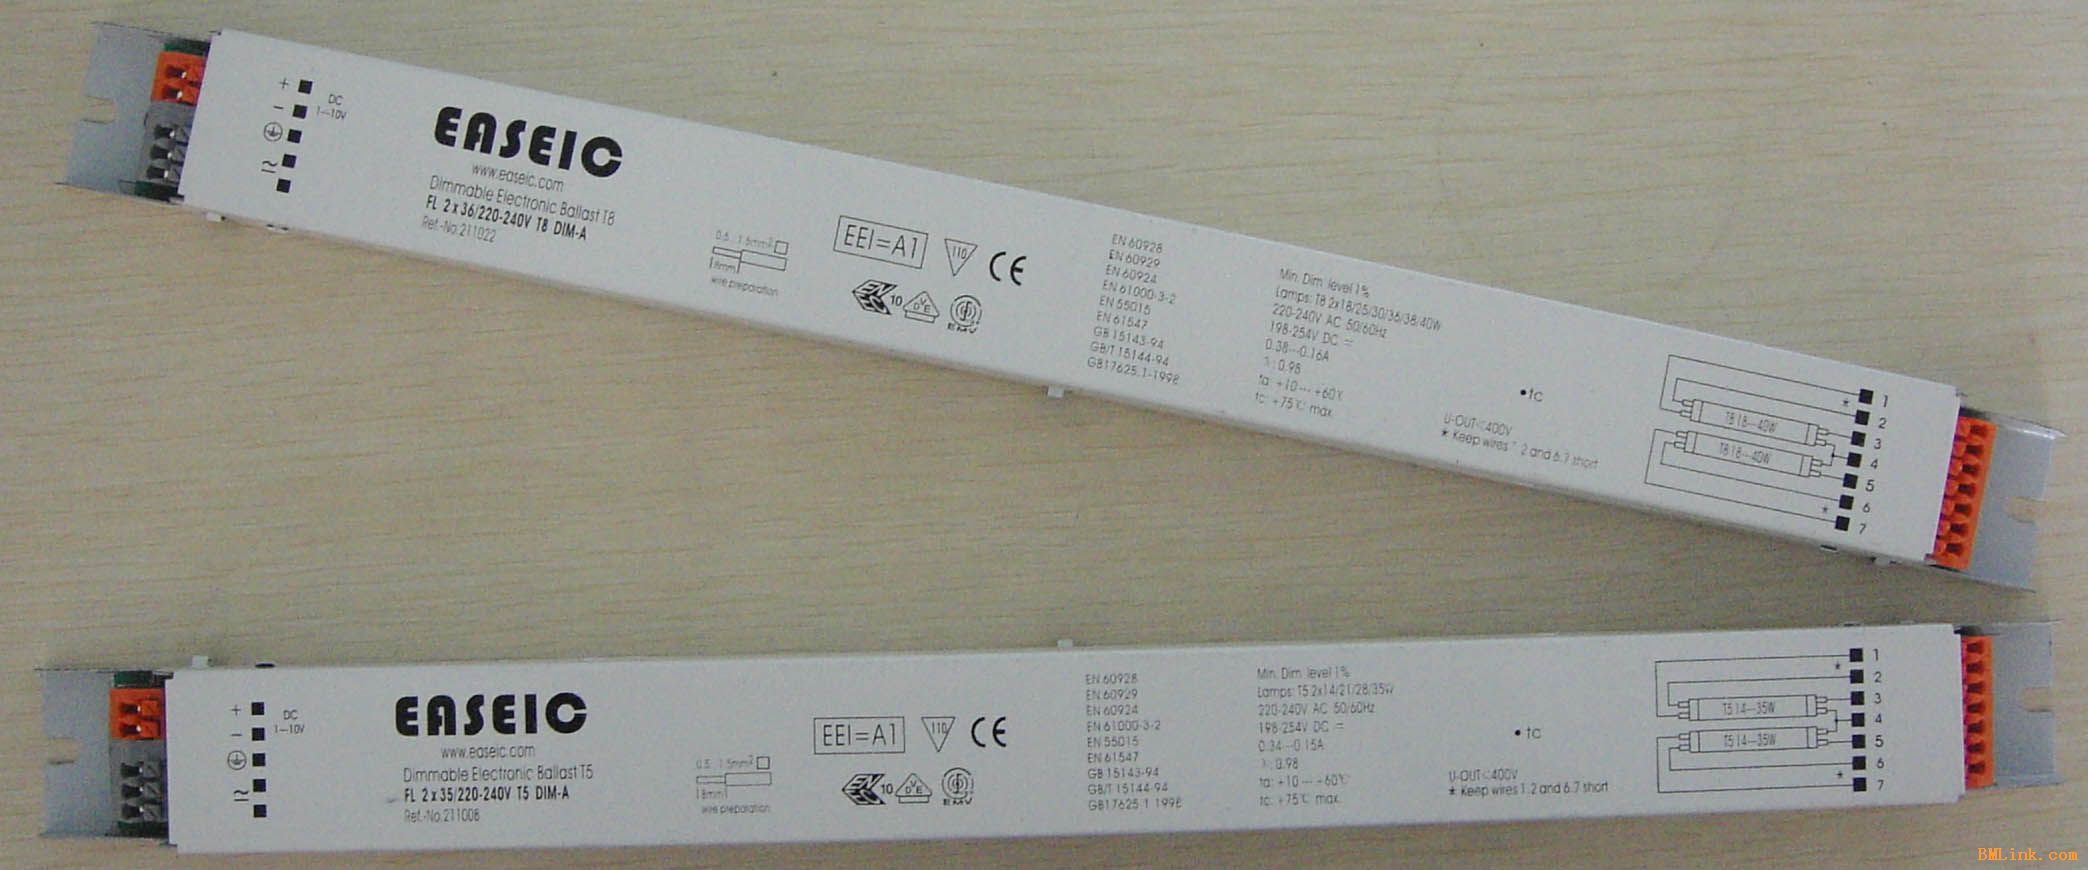 +
DC
1---10V
-
EASEIC
www.easeic.com
Dimmable Electronic Ballast T8
FL 2 x 36/220-240V T8 DIM-A
Ref.-No.211022
0.5 1.5mm²
8mm
wire preparation
EEI=A1
110
CE
ENEC
10
VDE
EMV
EN 60928
EN 60929
EN 60924
EN 61000-3-2
EN 55015
EN 61547
GB 15143-94
GB/T 15144-94
GB17625.1-1998
Min. Dim. level 1%
Lamps: T8 2x18/25/30/36/38/40W
220-240V AC 50/60Hz
198-254V DC =
0.38---0.16A
λ: 0.98
ta: +10--- +60℃
tc: +75℃ max.
•tc
U-OUT<400V
* Keep wires 2 and 6.7 short
T8 18---40W
T8 18---40W
*
*
1
2
3
4
5
6
7
+
DC
1---10V
-
EASEIC
www.easeic.com
Dimmable Electronic Ballast T5
FL 2 x 35/220-240V T5 DIM-A
Ref.-No.211008
0.5 1.5mm²
8mm
wire preparation
EEI=A1
110
CE
ENEC
10
VDE
EMV
EN 60928
EN 60929
EN 60924
EN 61000-3-2
EN 55015
EN 61547
GB 15143-94
GB/T 15144-94
GB17625.1 1998
Min. Dim. level 1%
Lamps: T5 2x14/21/28/35W
220-240V AC 50/60Hz
198-254V DC =
0.34---0.15A
λ: 0.98
ta: +10--- +60℃
tc: +75℃ max.
•tc
U-OUT<400V
* Keep wires 1.2 and 6.7 short
T5 14---35W
T5 14---35W
*
*
1
2
3
4
5
6
7
BMLink.com